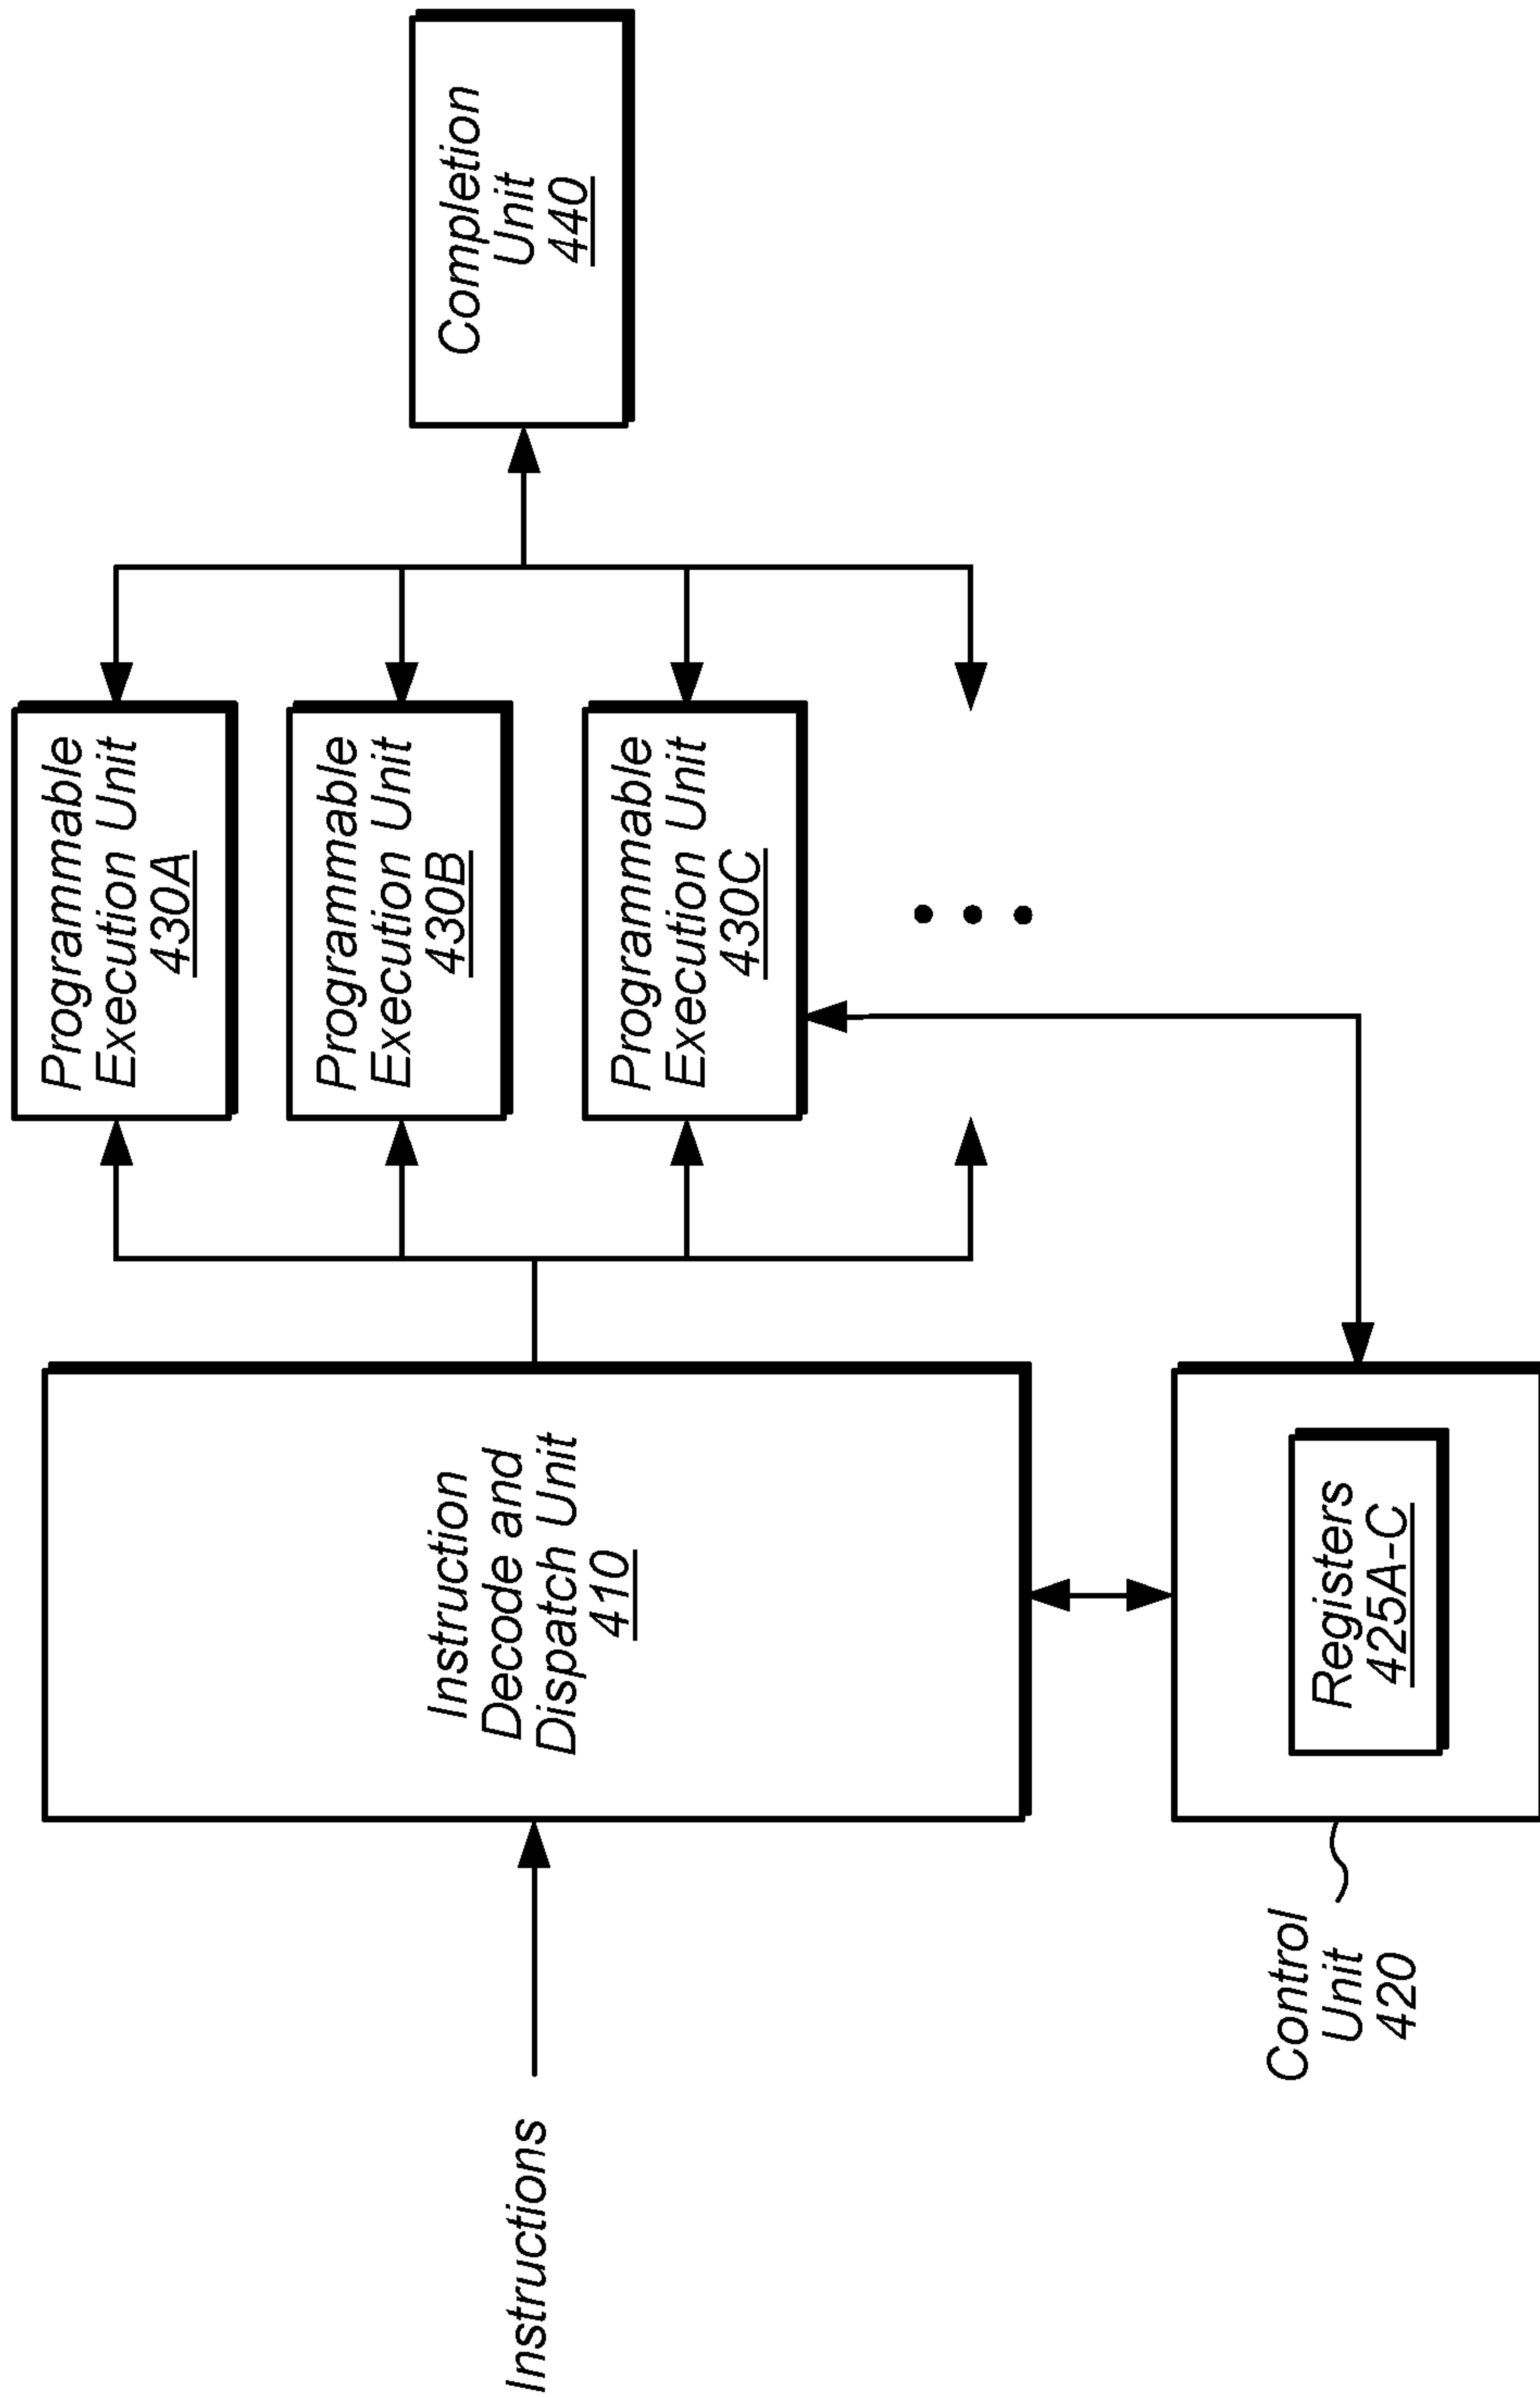 Instructions
Instruction
Decode and
Dispatch Unit
410
Control
Unit
420
Registers
425A-C
Programmable
Execution Unit
430A
Programmable
Execution Unit
430B
Programmable
Execution Unit
430C
Completion
Unit
440